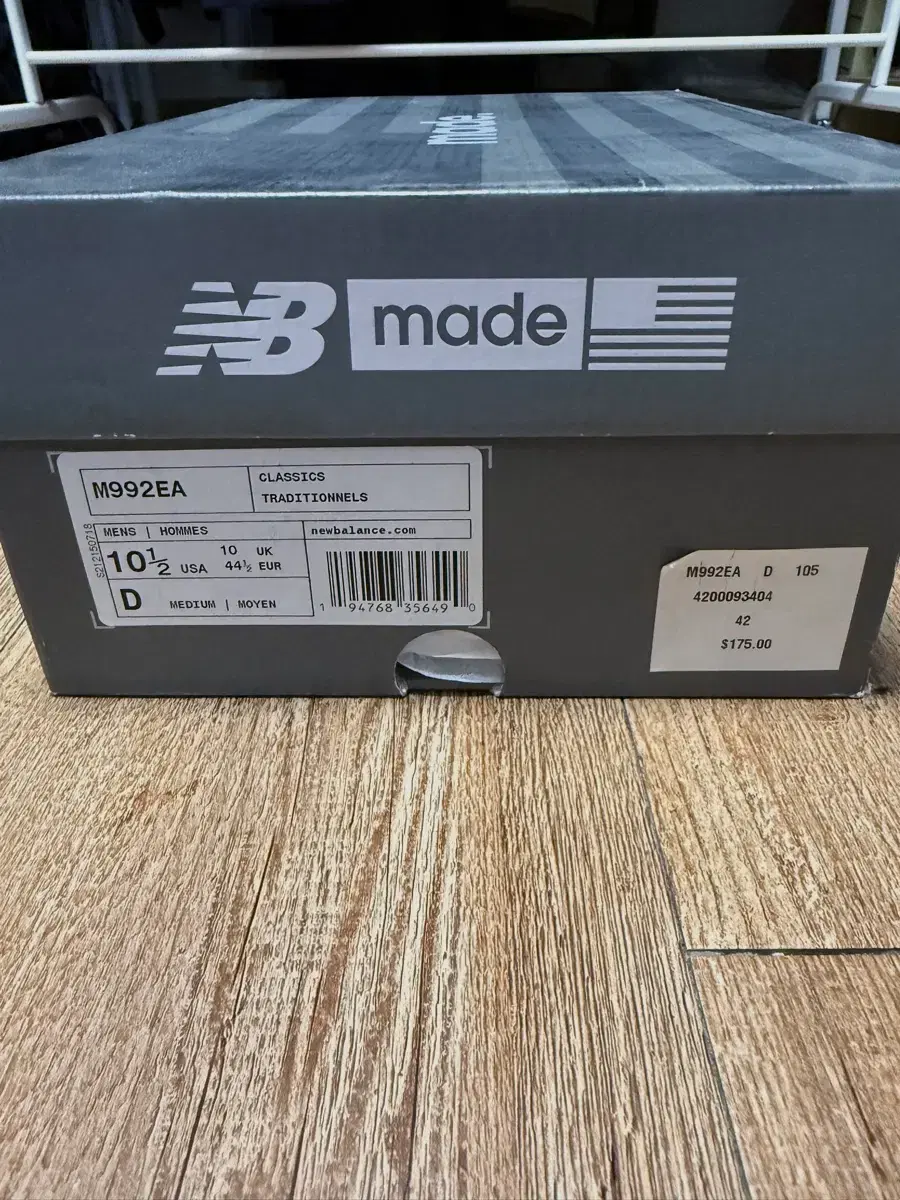 made
NB made
M992EA
CLASSICS
TRADITIONNELS
MENS | HOMMES
newbalance.com
10½ USA
10 UK
44½ EUR
D MEDIUM | MOYEN
1 94768 35649 0
S212150718
M992EA D 105
4200093404
42
$175.00